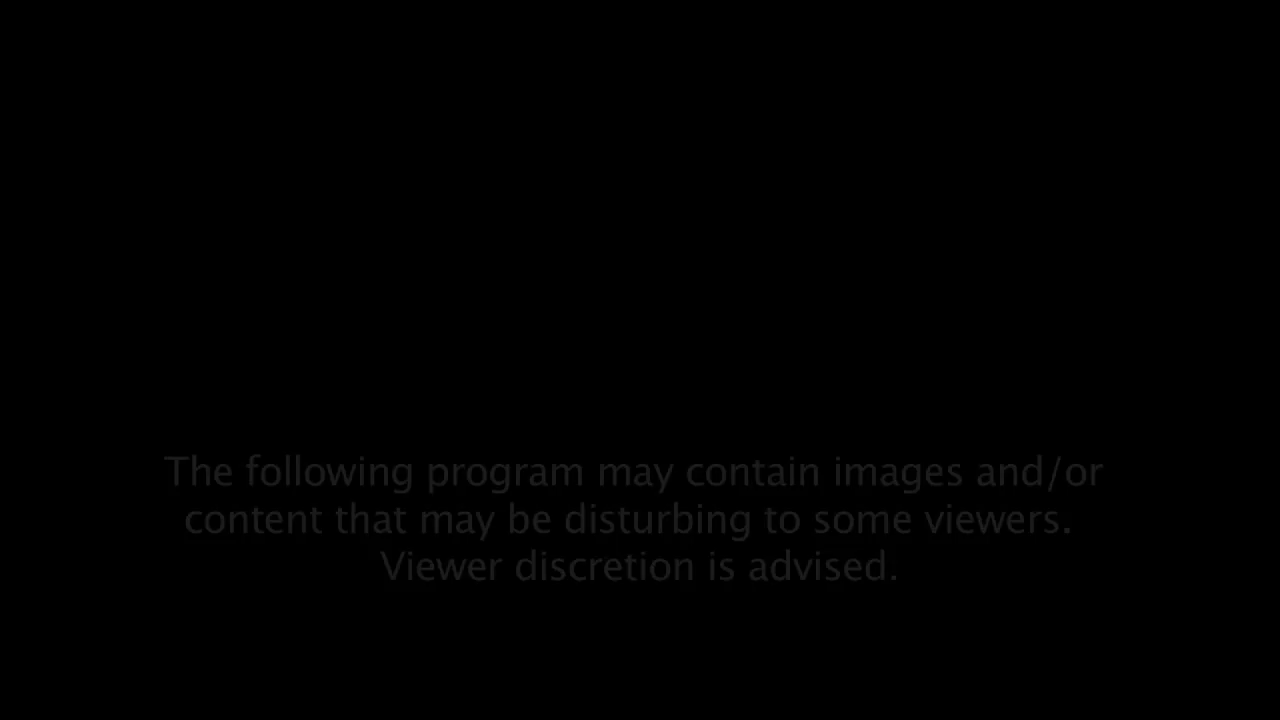 The following program may contain images and/or
content that may be disturbing to some viewers.
Viewer discretion is advised.